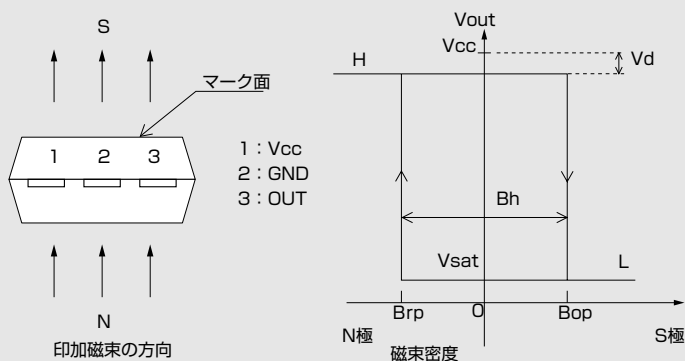 S
マーク面
1 2 3
1：Vcc
2：GND
3：OUT
N
印加磁束の方向
Vout
Vcc
H
Vd
Bh
Vsat
L
Brp
O
Bop
N極
S極
磁束密度